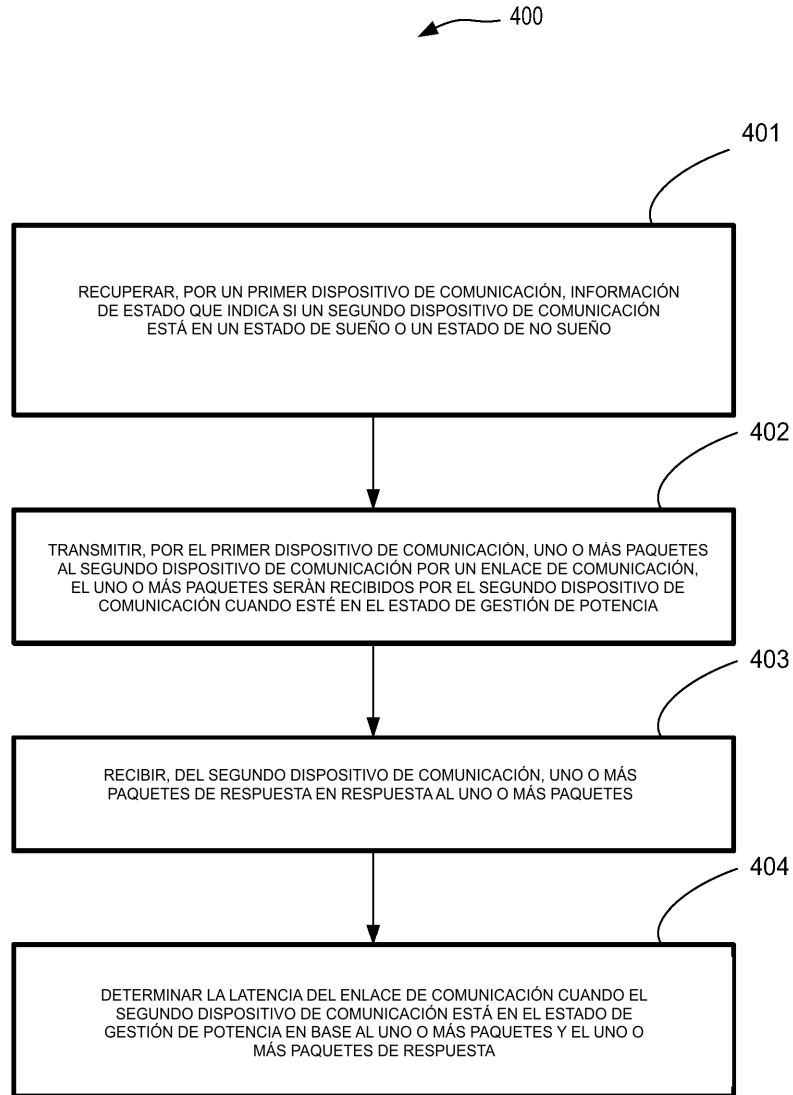 400
401
RECUPERAR, POR UN PRIMER DISPOSITIVO DE COMUNICACIÓN, INFORMACIÓN
DE ESTADO QUE INDICA SI UN SEGUNDO DISPOSITIVO DE COMUNICACIÓN
ESTÁ EN UN ESTADO DE SUEÑO O UN ESTADO DE NO SUEÑO
402
TRANSMITIR, POR EL PRIMER DISPOSITIVO DE COMUNICACIÓN, UNO O MÁS PAQUETES
AL SEGUNDO DISPOSITIVO DE COMUNICACIÓN POR UN ENLACE DE COMUNICACIÓN,
EL UNO O MÁS PAQUETES SERÀN RECIBIDOS POR EL SEGUNDO DISPOSITIVO DE
COMUNICACIÓN CUANDO ESTÉ EN EL ESTADO DE GESTIÓN DE POTENCIA
403
RECIBIR, DEL SEGUNDO DISPOSITIVO DE COMUNICACIÓN, UNO O MÁS
PAQUETES DE RESPUESTA EN RESPUESTA AL UNO O MÁS PAQUETES
404
DETERMINAR LA LATENCIA DEL ENLACE DE COMUNICACIÓN CUANDO EL
SEGUNDO DISPOSITIVO DE COMUNICACIÓN ESTÁ EN EL ESTADO DE
GESTIÓN DE POTENCIA EN BASE AL UNO O MÁS PAQUETES Y EL UNO O
MÁS PAQUETES DE RESPUESTA